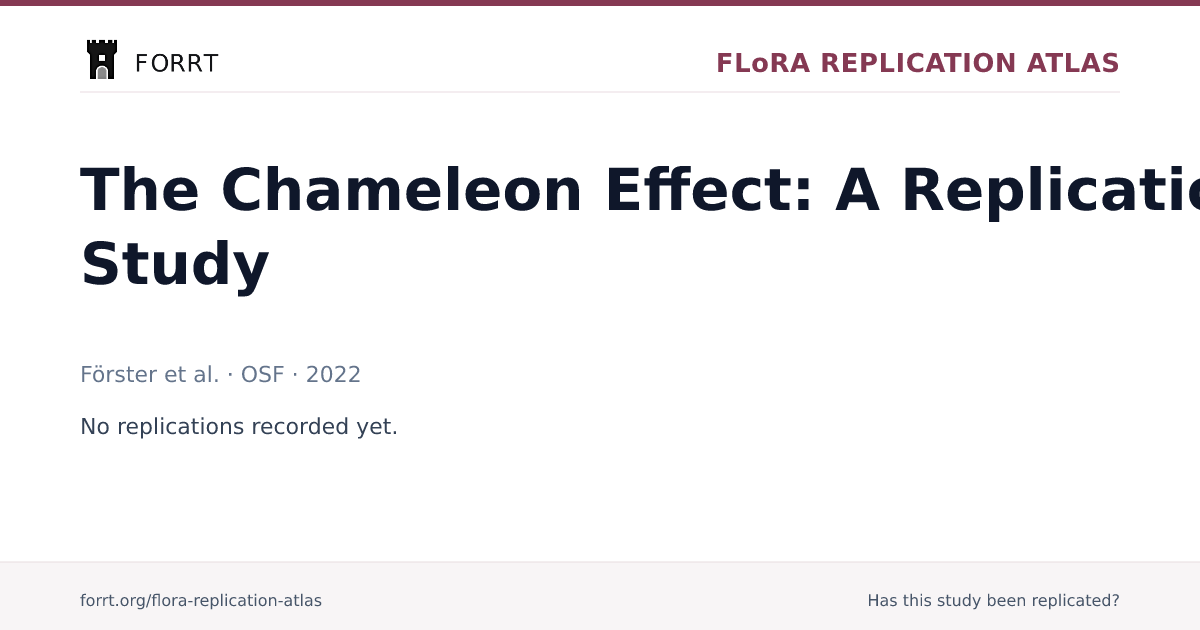 FORRT
FLoRA REPLICATION ATLAS
The Chameleon Effect: A
Study
Förster et al. · OSF · 2022
No replications recorded yet.
forrt.org/flora-replication-atlas
Has this study been replicated?